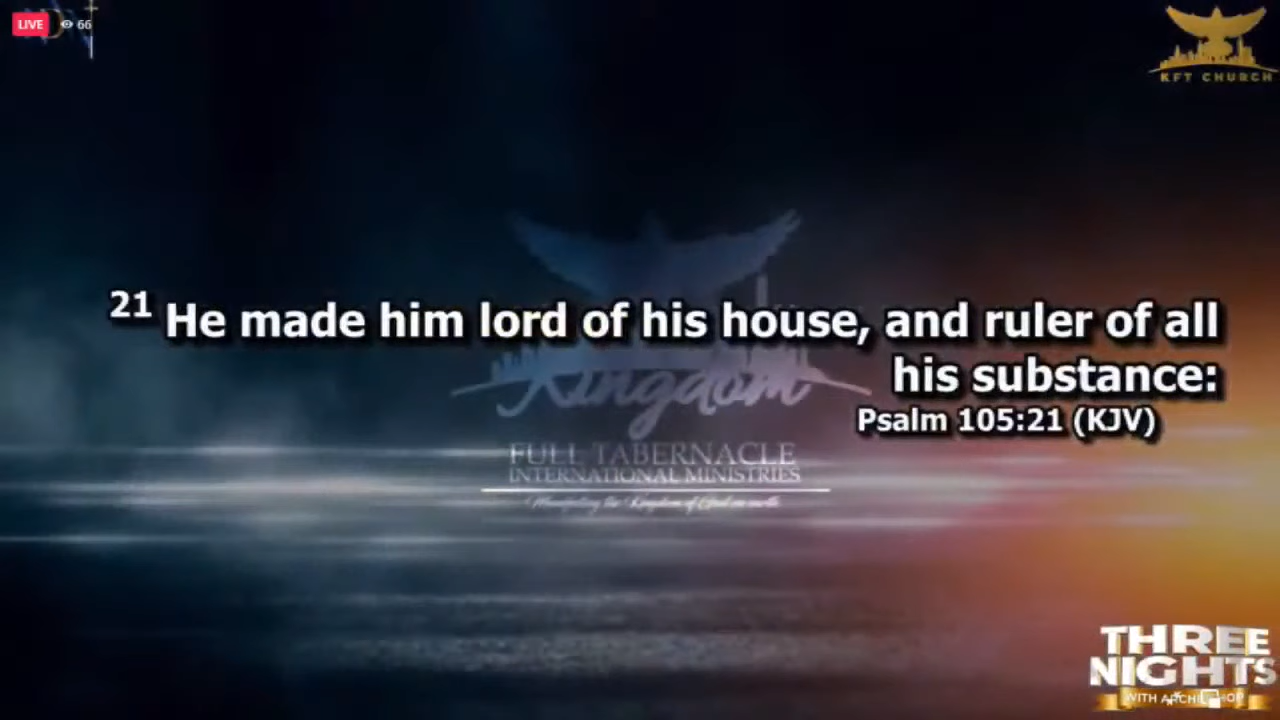 LIVE 66
KFT CHURCH
21 He made him lord of his house, and ruler of all
his substance:
Psalm 105:21 (KJV)
Kingdom
FULL TABERNACLE
INTERNATIONAL MINISTRIES
THREE
NIGHTS
WITH